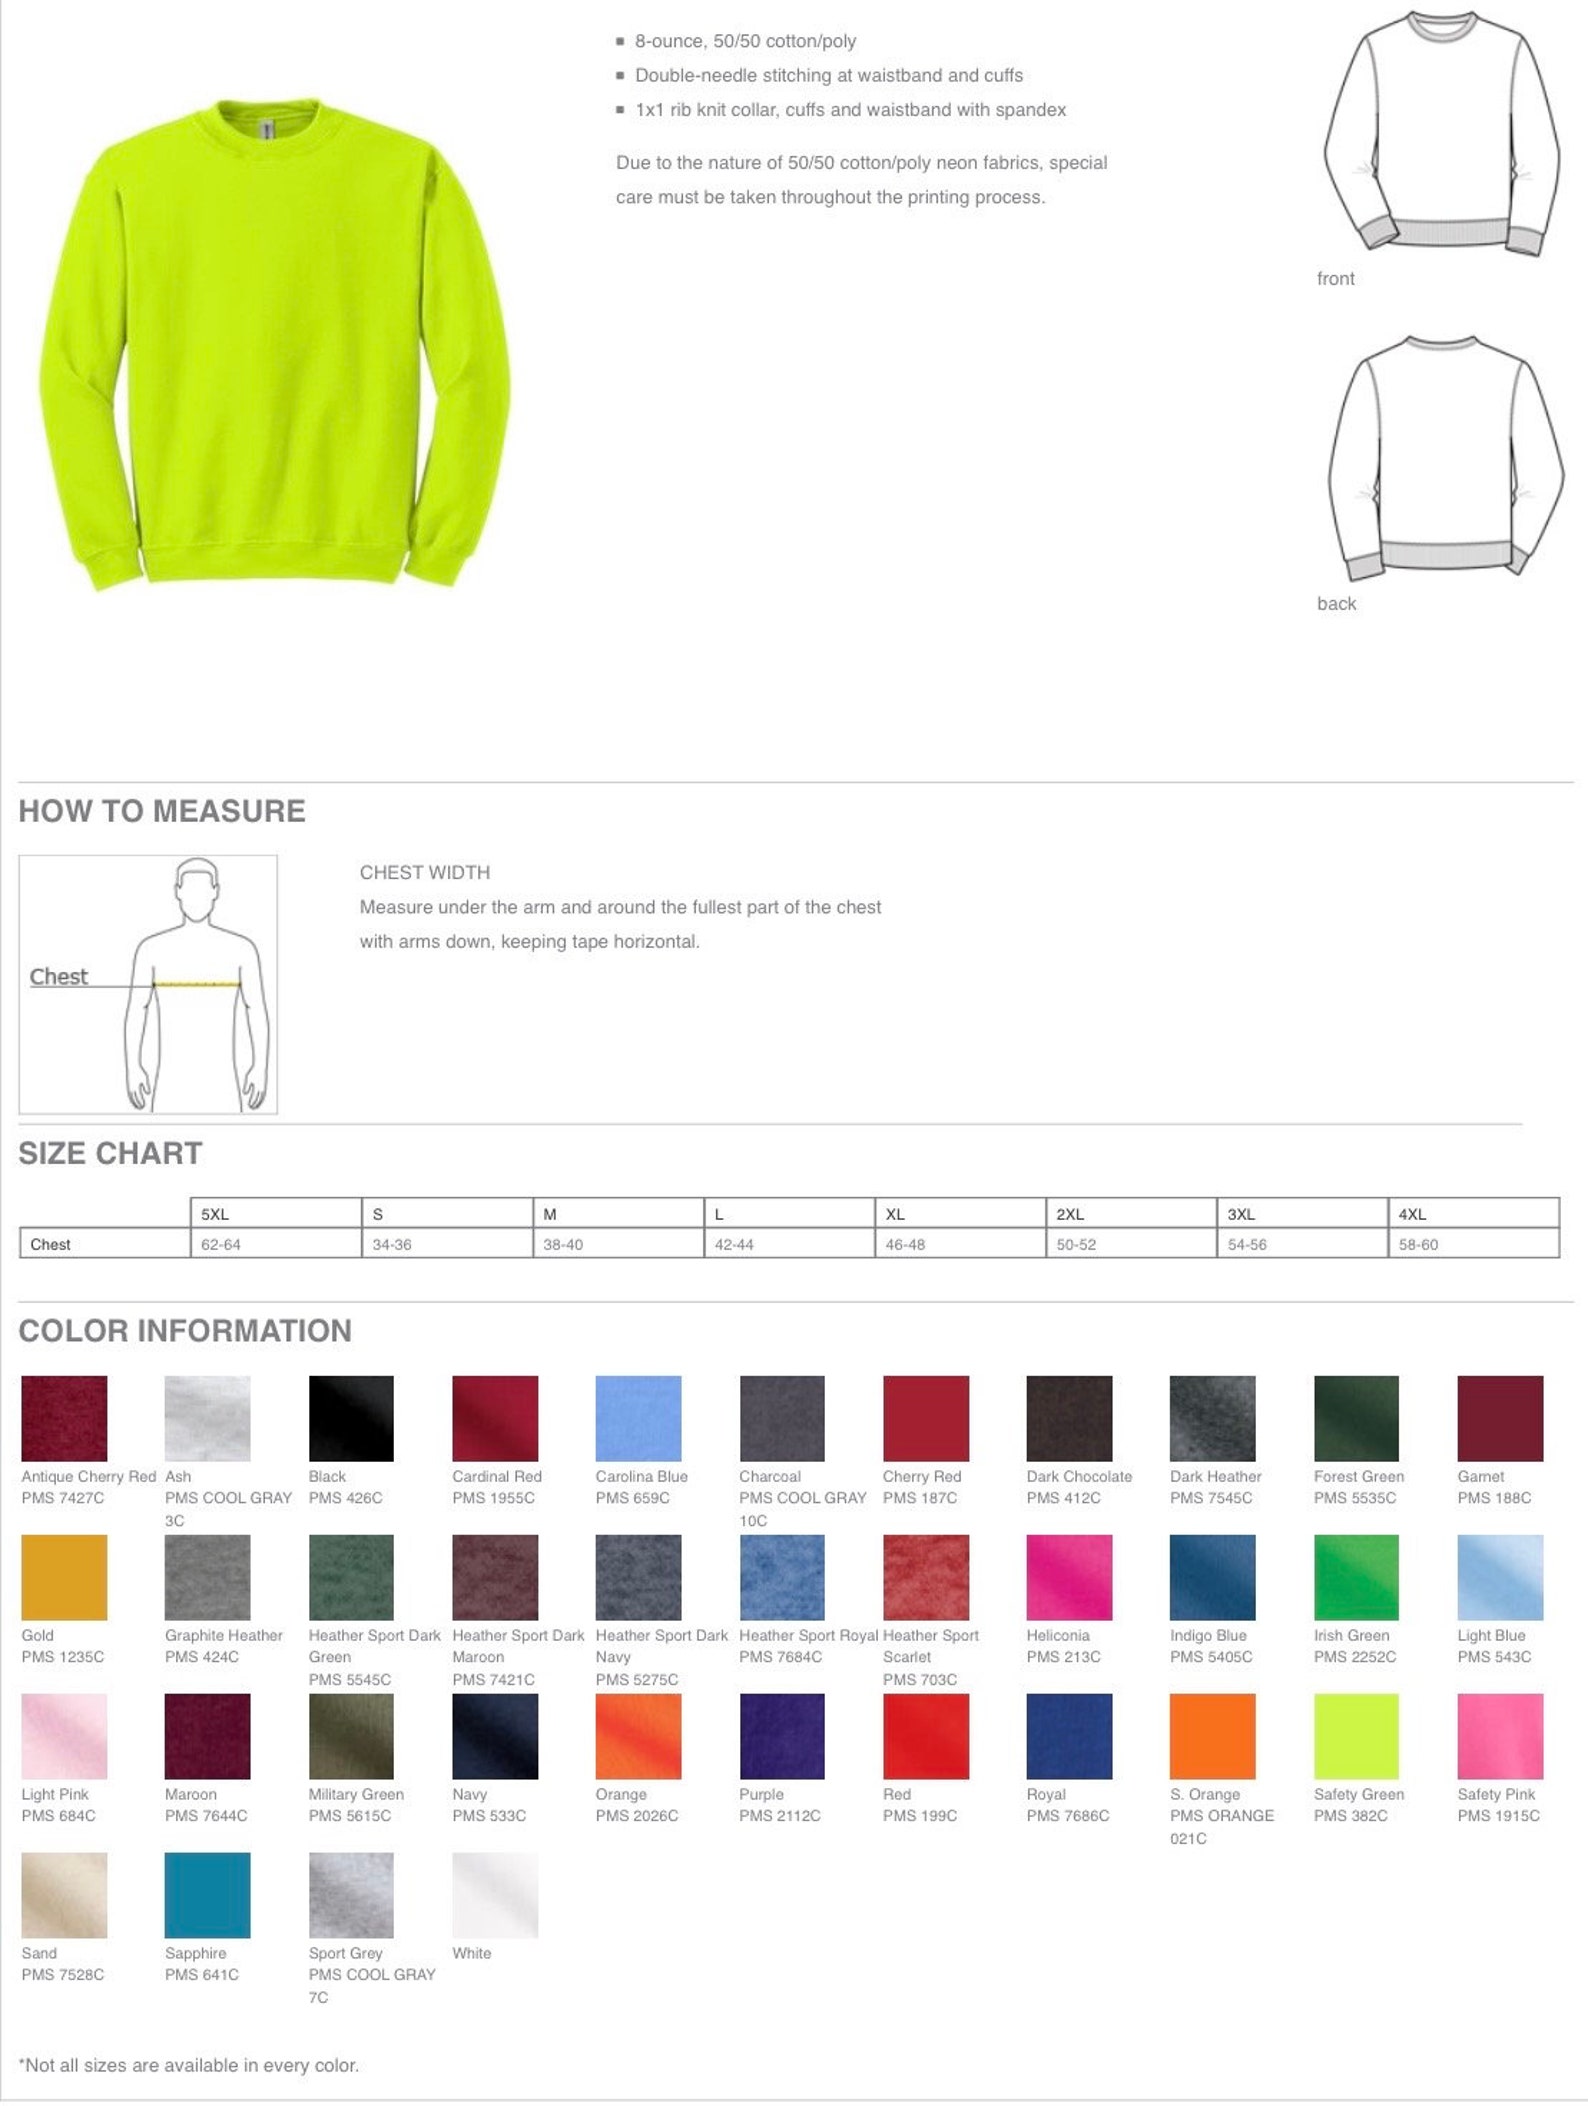 8-ounce, 50/50 cotton/poly
Double-needle stitching at waistband and cuffs
1x1 rib knit collar, cuffs and waistband with spandex
Due to the nature of 50/50 cotton/poly neon fabrics, special
care must be taken throughout the printing process.
front
back
HOW TO MEASURE
Chest
CHEST WIDTH
Measure under the arm and around the fullest part of the chest
with arms down, keeping tape horizontal.
SIZE CHART
5XL S M L XL 2XL 3XL 4XL
Chest 62-64 34-36 38-40 42-44 46-48 50-52 54-56 58-60
COLOR INFORMATION
Antique Cherry Red
PMS 7427C
Ash
PMS COOL GRAY
3C
Black
PMS 426C
Cardinal Red
PMS 1955C
Carolina Blue
PMS 659C
Charcoal
PMS COOL GRAY
10C
Cherry Red
PMS 187C
Dark Chocolate
PMS 412C
Dark Heather
PMS 7545C
Forest Green
PMS 5535C
Garnet
PMS 188C
Gold
PMS 1235C
Graphite Heather
PMS 424C
Heather Sport Dark
Green
PMS 5545C
Heather Sport Dark
Maroon
PMS 7421C
Heather Sport Dark
Navy
PMS 5275C
Heather Sport Royal
PMS 7684C
Heather Sport
Scarlet
PMS 703C
Heliconia
PMS 213C
Indigo Blue
PMS 5405C
Irish Green
PMS 2252C
Light Blue
PMS 543C
Light Pink
PMS 684C
Maroon
PMS 7644C
Military Green
PMS 5615C
Navy
PMS 533C
Orange
PMS 2026C
Purple
PMS 2112C
Red
PMS 199C
Royal
PMS 7686C
S. Orange
PMS ORANGE
021C
Safety Green
PMS 382C
Safety Pink
PMS 1915C
Sand
PMS 7528C
Sapphire
PMS 641C
Sport Grey
PMS COOL GRAY
7C
White
*Not all sizes are available in every color.